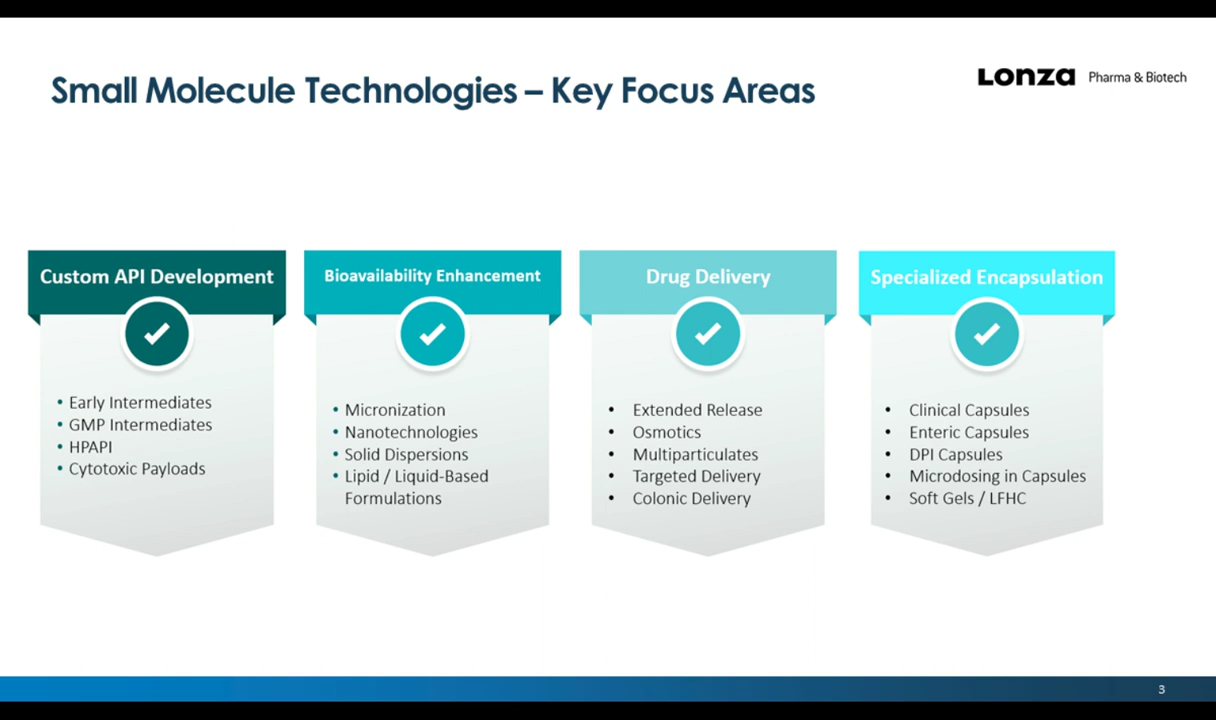 Small Molecule Technologies – Key Focus Areas
Lonza Pharma & Biotech
Custom API Development
• Early Intermediates
• GMP Intermediates
• HPAPI
• Cytotoxic Payloads
Bioavailability Enhancement
• Micronization
• Nanotechnologies
• Solid Dispersions
• Lipid / Liquid-Based
Formulations
Drug Delivery
• Extended Release
• Osmotics
• Multiparticulates
• Targeted Delivery
• Colonic Delivery
Specialized Encapsulation
• Clinical Capsules
• Enteric Capsules
• DPI Capsules
• Microdosing in Capsules
• Soft Gels / LFHC
3